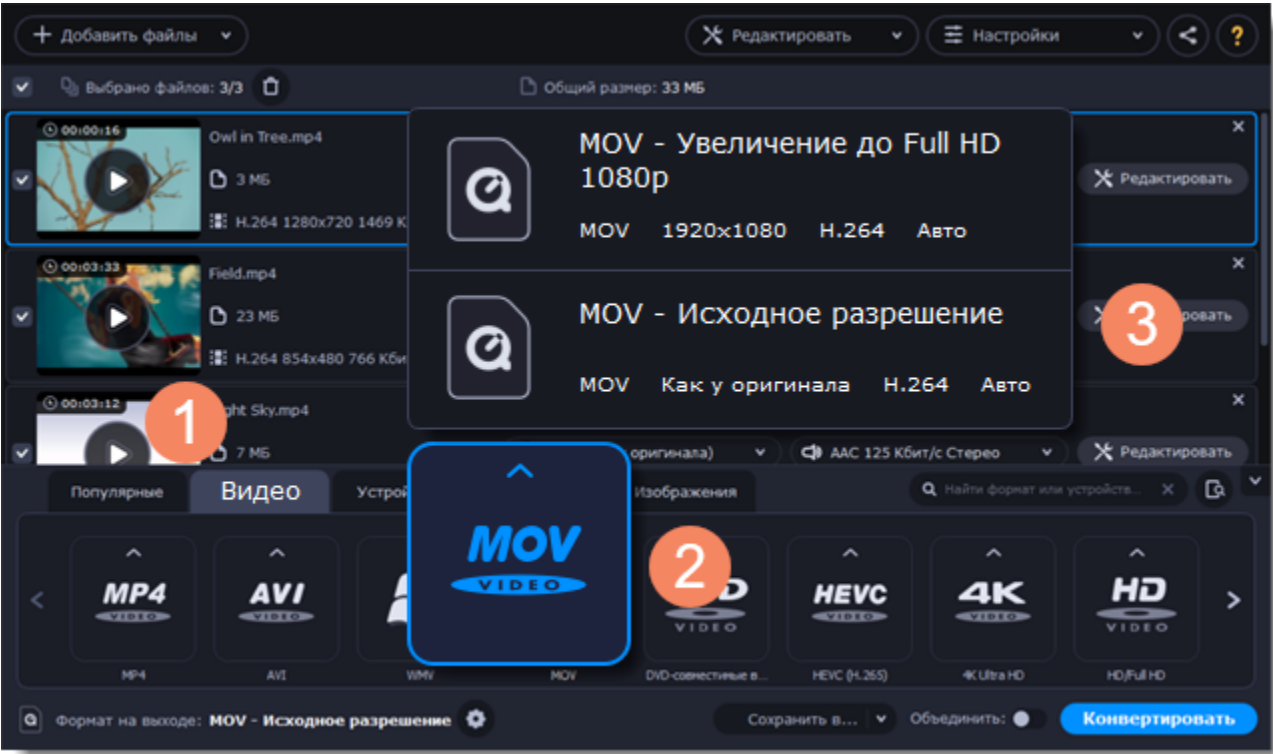 Добавить файлы
Редактировать
Настройки
?
Выбрано файлов: 3/3
Общий размер: 33 МБ
00:00:16
Owl in Tree.mp4
3 МБ
H.264 1280x720 1469 К
Редактировать
MOV - Увеличение до Full HD
1080p
MOV 1920x1080 H.264 Авто
00:03:33
Field.mp4
23 МБ
H.264 854x480 766 Кби
MOV - Исходное разрешение
MOV Как у оригинала H.264 Авто
3
00:03:12
1
ght Sky.mp4
7 МБ
оригинала)
AAC 125 Кбит/с Стерео
Редактировать
Популярные
Видео
Устрой
Изображения
Найти формат или устройств...
MP4
VIDEO
AVI
VIDEO
MOV
VIDEO
2
VIDEO
HEVC
VIDEO
4K
VIDEO
HD
VIDEO
MP4
AVI
WMV
MOV
DVD-совместимые в...
HEVC (H.265)
4K Ultra HD
HD/Full HD
Формат на выходе: MOV - Исходное разрешение
Сохранить в...
Объединить:
Конвертировать